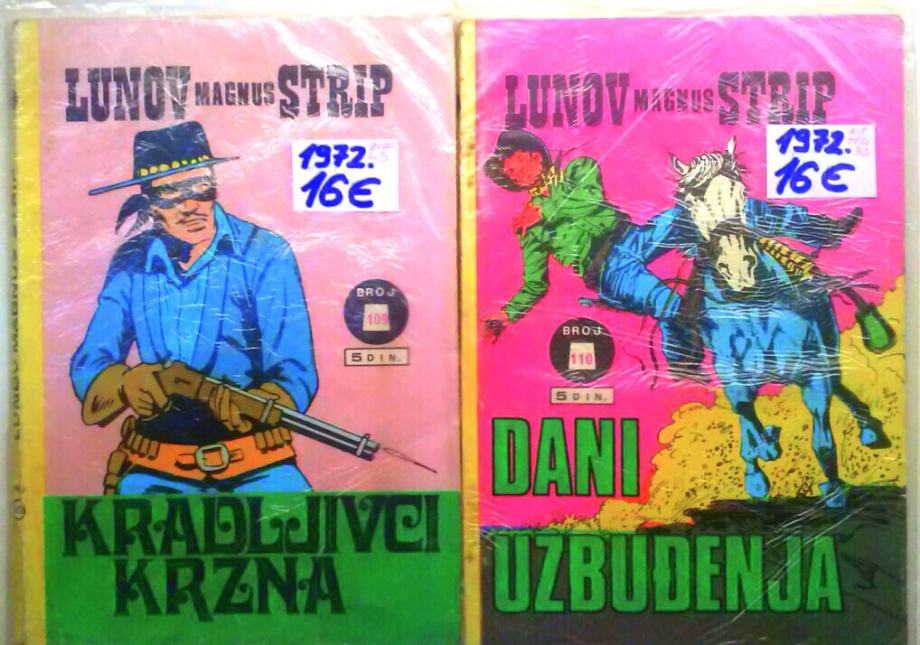 LUNOV MAGNUS STRIP
1972.
16€
BROJ
109
5 DIN.
KRADLJIVCI
KRZNA
LUNOV MAGNUS STRIP
1972.
16€
BROJ
110
5 DIN.
DANI
UZBUĐENJA